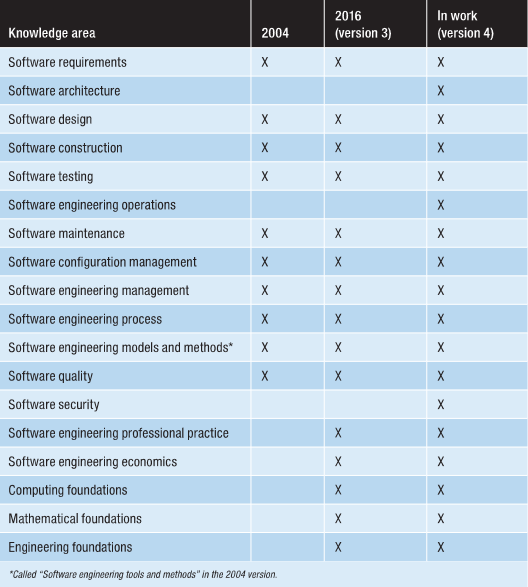 Knowledge area 2004 2016 (version 3) In work (version 4)
Software requirements X X X
Software architecture X
Software design X X X
Software construction X X X
Software testing X X X
Software engineering operations X
Software maintenance X X X
Software configuration management X X X
Software engineering management X X X
Software engineering process X X X
Software engineering models and methods* X X X
Software quality X X X
Software security X
Software engineering professional practice X X
Software engineering economics X X
Computing foundations X X
Mathematical foundations X X
Engineering foundations X X
*Called “Software engineering tools and methods” in the 2004 version.